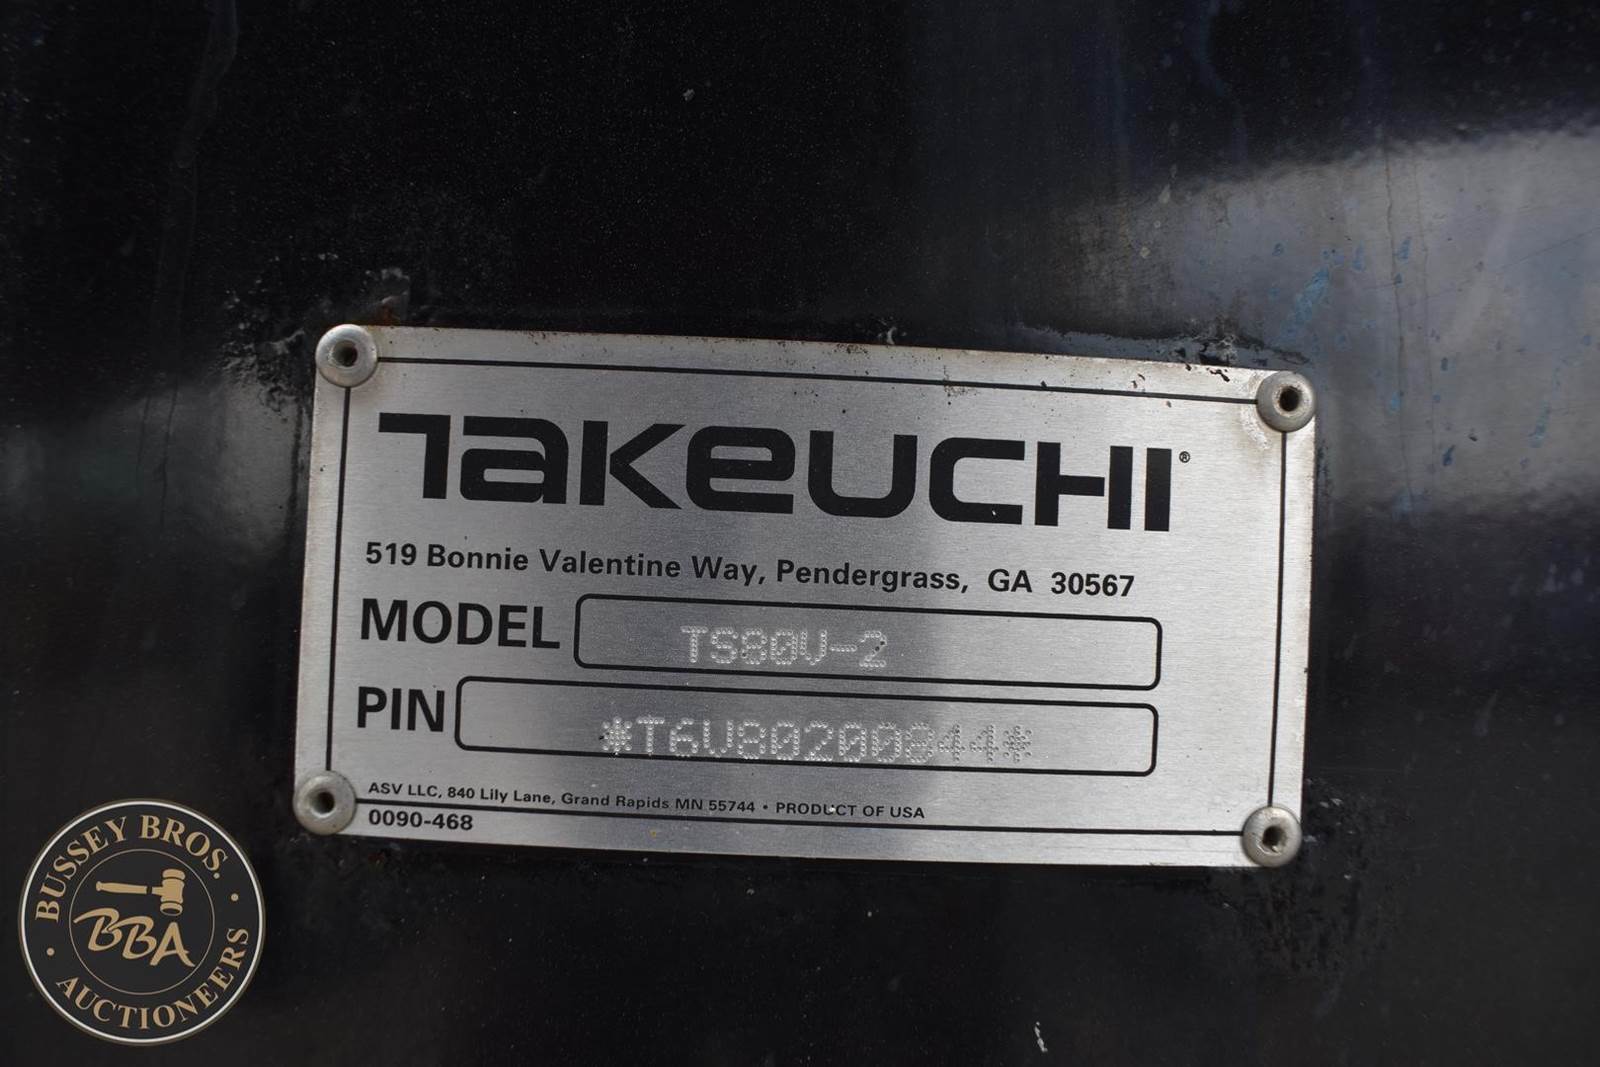 TAKEUCHI®
519 Bonnie Valentine Way, Pendergrass, GA 30567
MODEL TS80V-2
PIN *T6V80200844*
ASV LLC, 840 Lily Lane, Grand Rapids MN 55744 • PRODUCT OF USA
0090-468
BUSSEY BROS.
BBA
AUCTIONEERS